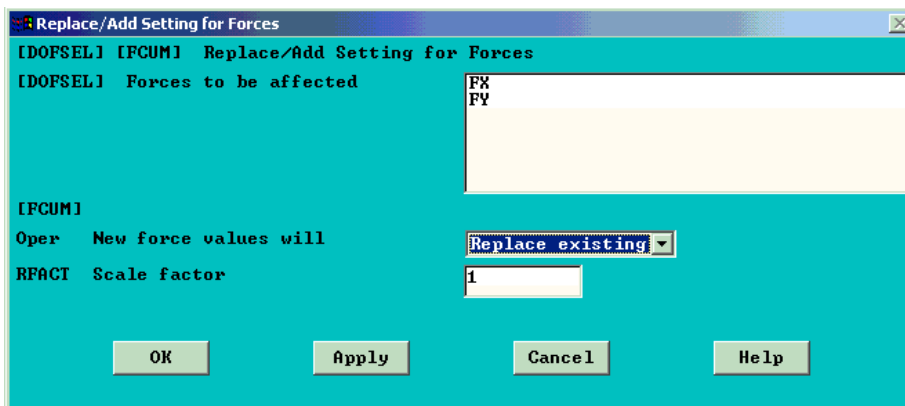 Replace/Add Setting for Forces
[DOFSEL] [FCUM] Replace/Add Setting for Forces
[DOFSEL] Forces to be affected
FX
FY
[FCUM]
Oper New force values will Replace existing
RFACT Scale factor 1
OK Apply Cancel Help